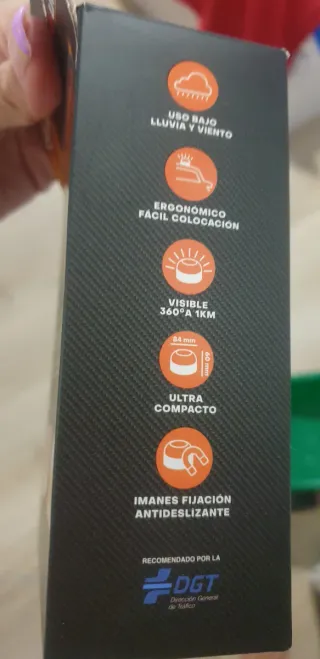 USO BAJO
LLUVIA Y VIENTO
ERGONÓMICO
FÁCIL COLOCACIÓN
VISIBLE
360º A 1KM
84 mm
60 mm
ULTRA
COMPACTO
IMANES FIJACIÓN
ANTIDESLIZANTE
RECOMENDADO POR LA
DGT
Dirección General
de Tráfico